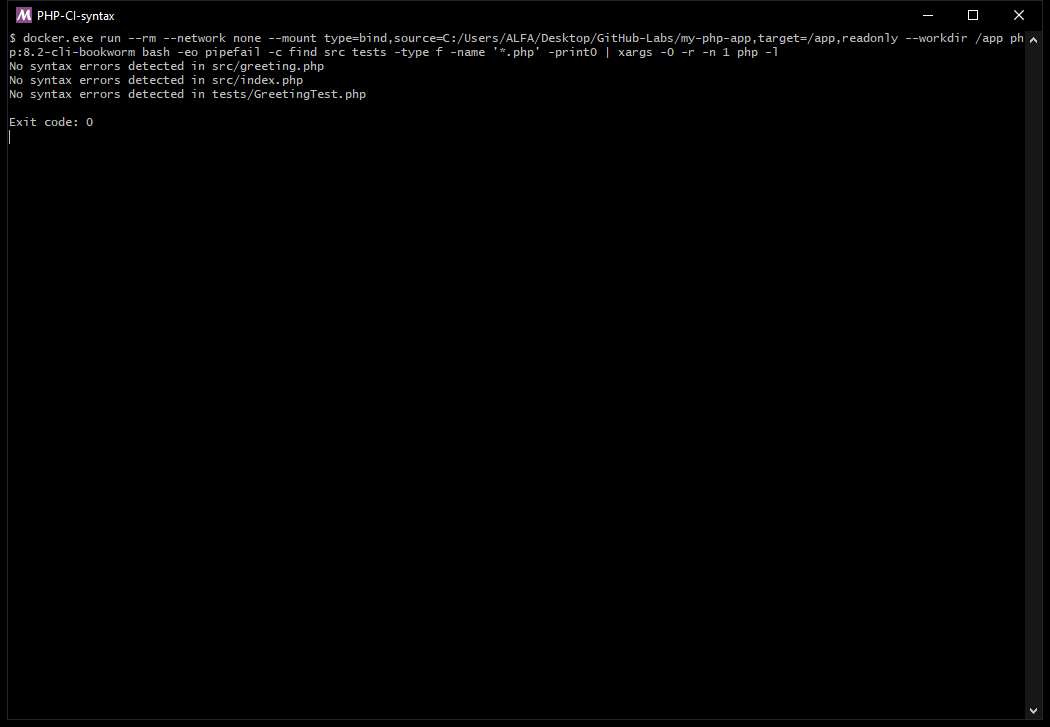 PHP-CI-syntax
$ docker.exe run --rm --network none --mount type=bind,source=C:/Users/ALFA/Desktop/GitHub-Labs/my-php-app,target=/app,readonly --workdir /app ph
p:8.2-cli-bookworm bash -eo pipefail -c find src tests -type f -name '*.php' -print0 | xargs -0 -r -n 1 php -l
No syntax errors detected in src/greeting.php
No syntax errors detected in src/index.php
No syntax errors detected in tests/GreetingTest.php
Exit code: 0